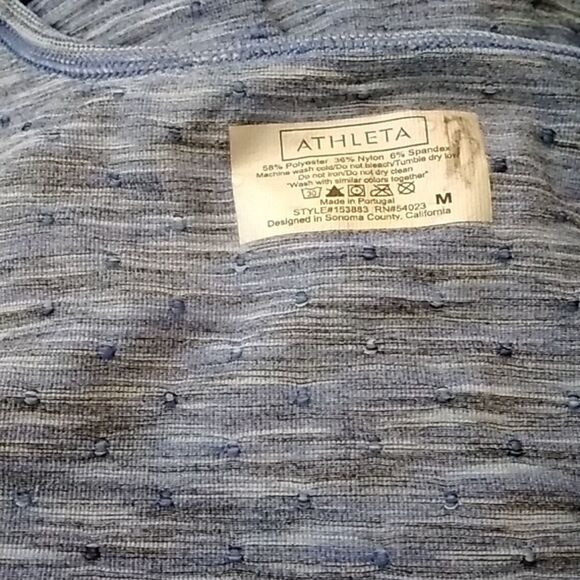 ATHLETA
58% Polyester 36% Nylon 6% Spandex
Machine wash cold/Do not bleach/Tumble dry low
Do not iron/Do not dry clean
"Wash with similar colors together"
30
Made in Portugal
STYLE#153883 RN#54023 M
Designed in Sonoma County, California